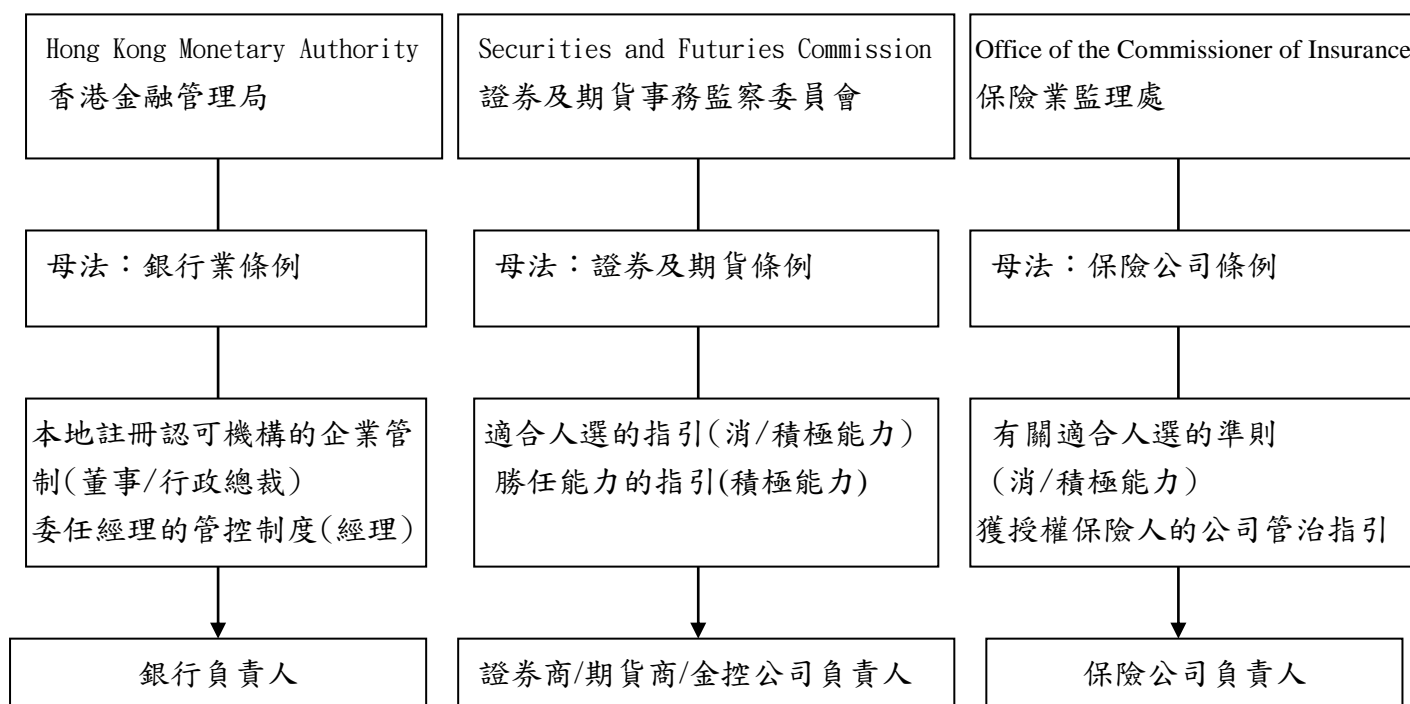 Hong Kong Monetary Authority
香港金融管理局
Securities and Futuries Commission
證券及期貨事務監察委員會
Office of the Commissioner of Insurance
保險業監理處
母法：銀行業條例
母法：證券及期貨條例
母法：保險公司條例
本地註冊認可機構的企業管
制(董事/行政總裁)
委任經理的管控制度(經理)
適合人選的指引(消/積極能力)
勝任能力的指引(積極能力)
有關適合人選的準則
(消/積極能力)
獲授權保險人的公司管治指引
銀行負責人
證券商/期貨商/金控公司負責人
保險公司負責人